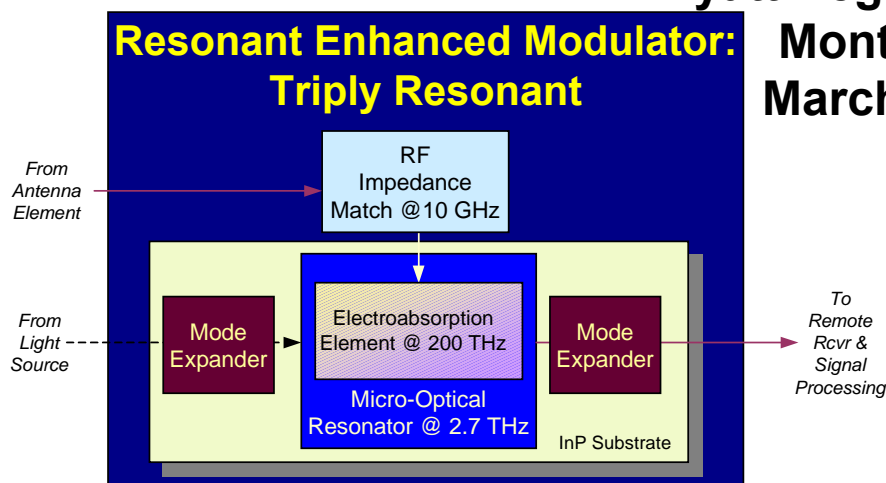 Resonant Enhanced Modulator:
Triply Resonant
Mont
March
From
Antenna
Element
RF
Impedance
Match @10 GHz
From
Light
Source
Mode
Expander
Electroabsorption
Element @ 200 THz
Mode
Expander
To
Remote
Rcvr &
Signal
Processing
Micro-Optical
Resonator @ 2.7 THz
InP Substrate